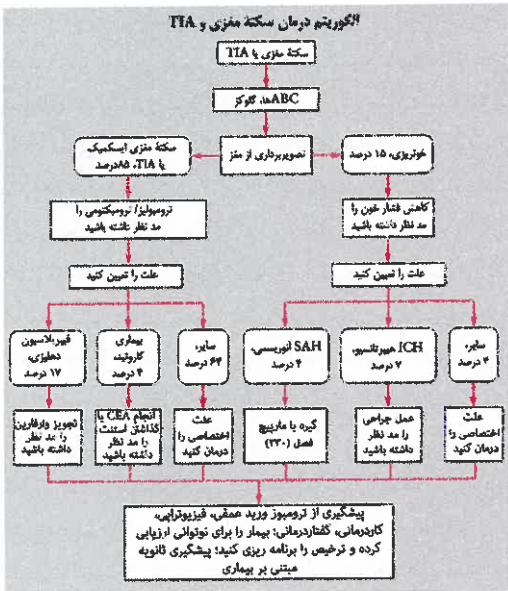 الگوریتم درمان سکتهٔ مغزی و TIA
سکتهٔ مغزی یا TIA
ABCها، گلوکز
تصویربرداری از مغز
سکتهٔ مغزی ایسکمیک
یا TIA، ۸۵درصد
خونریزی، ۱۵ درصد
ترومبولیز/ ترومبکتومی را
مد نظر داشته باشید
کاهش فشار خون را
مد نظر داشته باشید
علت را تعیین کنید
علت را تعیین کنید
فیبریلاسیون
دهلیزی،
۱۷ درصد
بیماری
کاروتید،
۴ درصد
سایر،
۶۴ درصد
SAH آنوریسمی،
۴ درصد
ICH هیپرتانسیو،
۷ درصد
سایر،
۴ درصد
تجویز وارفارین
را مد نظر
داشته باشید
انجام CEA یا
گذاشتن استنت
را مد نظر
داشته باشید
علت
اختصاصی را
درمان کنید
گیره یا مارپیچ
فصل (۳۳۰)
عمل جراحی
را مد نظر
داشته باشید
علت
اختصاصی را
درمان کنید
پیشگیری از ترومبوز ورید عمقی، فیزیوتراپی،
کاردرمانی، گفتاردرمانی: بیمار را برای نوتوانی ارزیابی
کرده و ترخیص را برنامه ریزی کنید؛ پیشگیری ثانویه
مبتنی بر بیماری